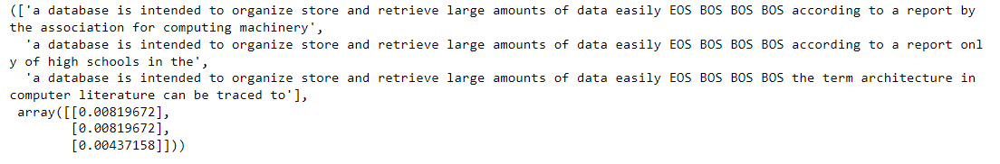 (['a database is intended to organize store and retrieve large amounts of data easily EOS BOS BOS BOS according to a report by
the association for computing machinery',
'a database is intended to organize store and retrieve large amounts of data easily EOS BOS BOS BOS according to a report onl
y of high schools in the',
'a database is intended to organize store and retrieve large amounts of data easily EOS BOS BOS BOS the term architecture in
computer literature can be traced to'],
array([[0.00819672],
[0.00819672],
[0.00437158]]))